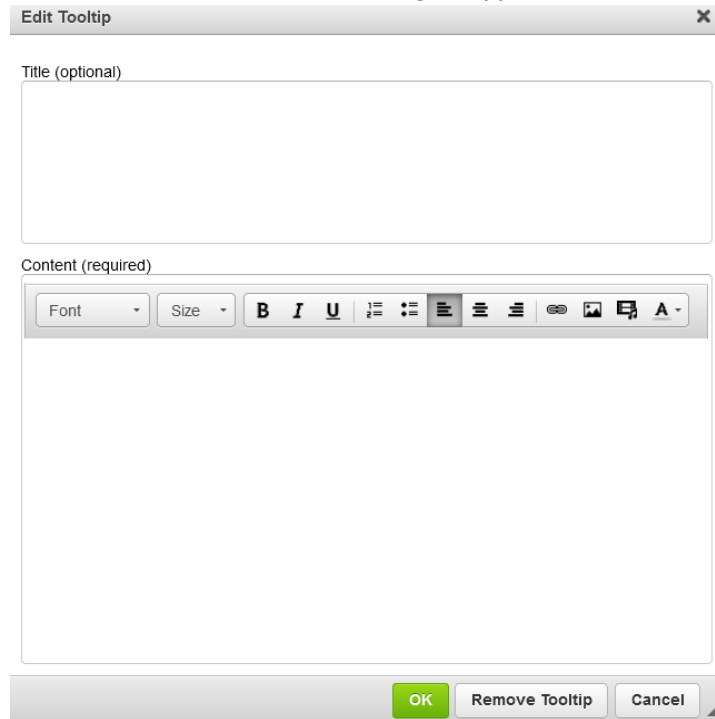 Edit Tooltip
Title (optional)
Content (required)
Font Size B I U A
OK Remove Tooltip Cancel